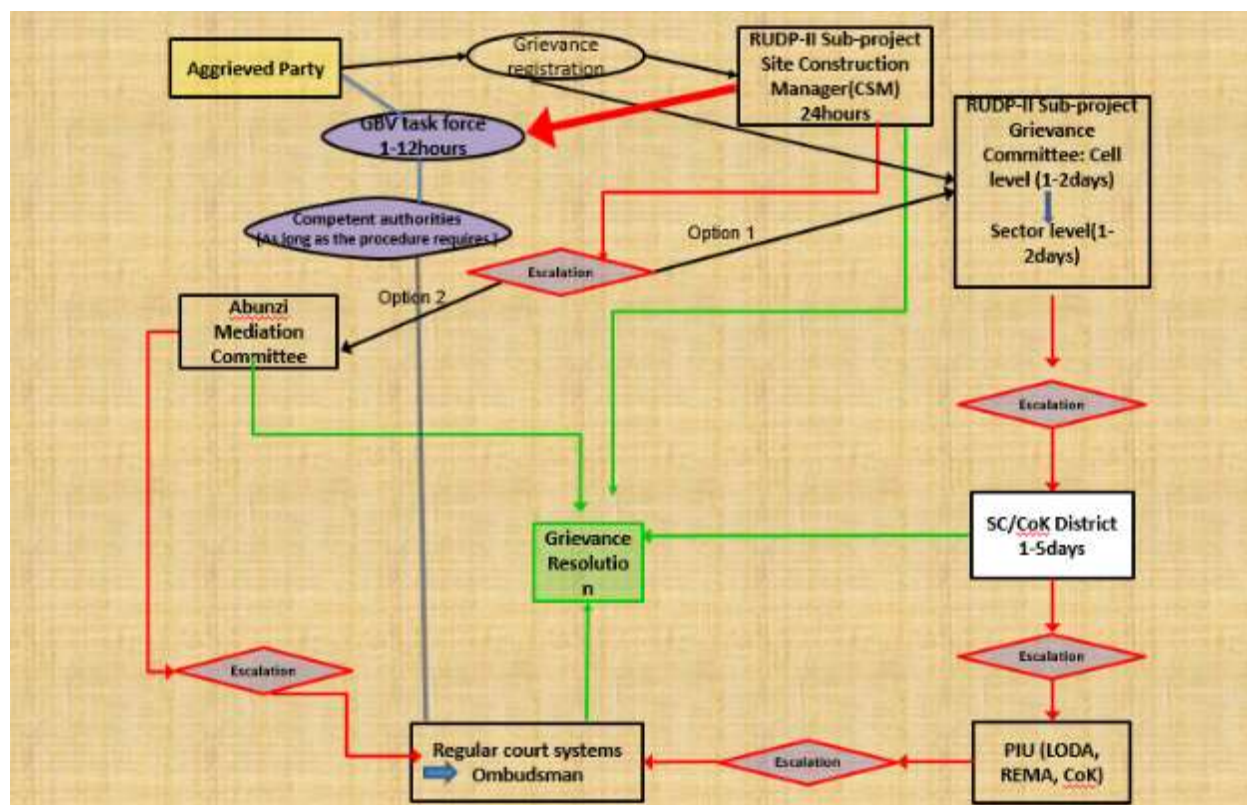 Aggrieved Party
Grievance
registration
RUDP-II Sub-project
Site Construction
Manager(CSM)
24hours
GBV task force
1-12hours
RUDP-II Sub-project
Grievance
Committee: Cell
level (1-2days)
Sector level(1-
2days)
Competent authorities
(As long as the procedure requires )
Option 1
Escalation
Option 2
Abunzi
Mediation
Committee
Escalation
SC/CoK District
1-5days
Grievance
Resolutio
n
Escalation
Escalation
Regular court systems
Ombudsman
Escalation
PIU (LODA,
REMA, CoK)